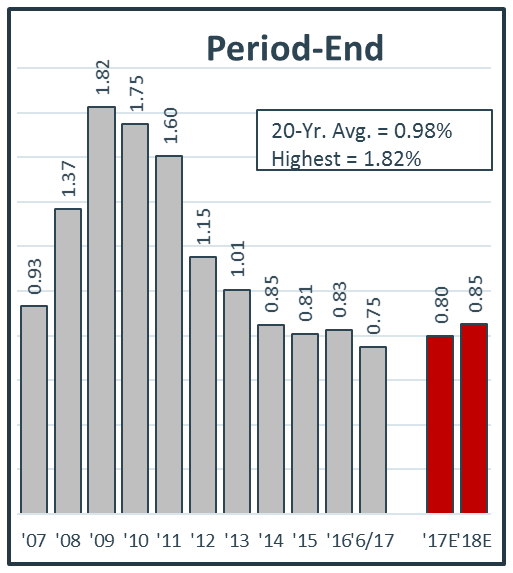 Period-End
20-Yr. Avg. = 0.98%
Highest = 1.82%
0.93 1.37 1.82 1.75 1.60 1.15 1.01 0.85 0.81 0.83 0.75 0.80 0.85
'07 '08 '09 '10 '11 '12 '13 '14 '15 '16 '6/17 '17E '18E